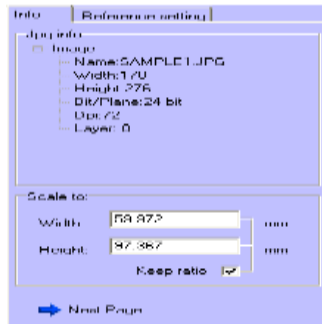 Info Reference setting
Jpg info
Image
Name:SAMPLE1.JPG
Width:170
Height:276
Bit/Plane:24 bit
Dpi:72
Layer: 0
Scale to:
Width: 59.972 mm
Height: 97.367 mm
Keep ratio
Next Page